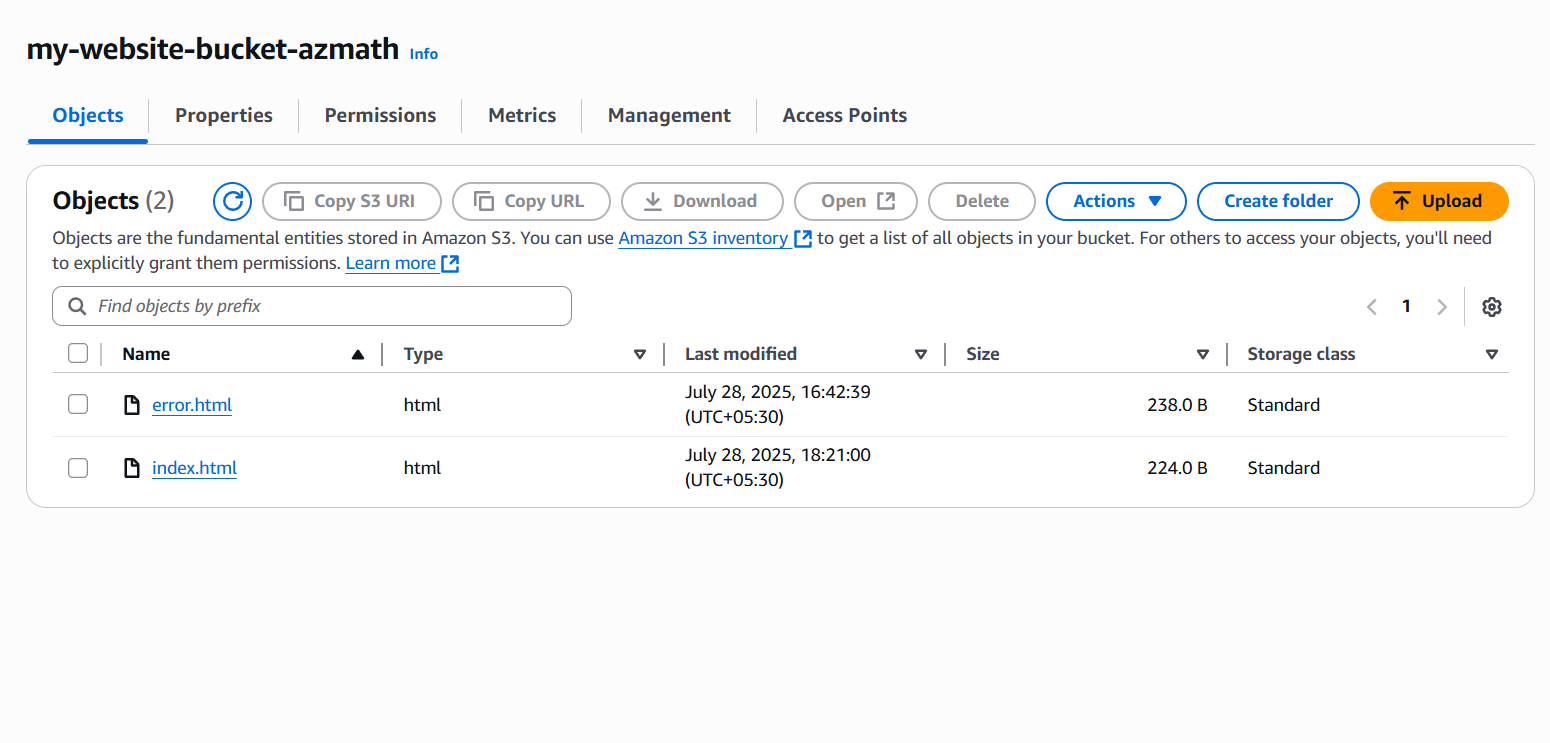 my-website-bucket-azmath Info
Objects Properties Permissions Metrics Management Access Points
Objects (2) Copy S3 URI Copy URL Download Open Delete Actions Create folder Upload
Objects are the fundamental entities stored in Amazon S3. You can use Amazon S3 inventory to get a list of all objects in your bucket. For others to access your objects, you'll need
to explicitly grant them permissions. Learn more
Find objects by prefix
1
Name Type Last modified Size Storage class
error.html html July 28, 2025, 16:42:39 238.0 B Standard
(UTC+05:30)
index.html html July 28, 2025, 18:21:00 224.0 B Standard
(UTC+05:30)